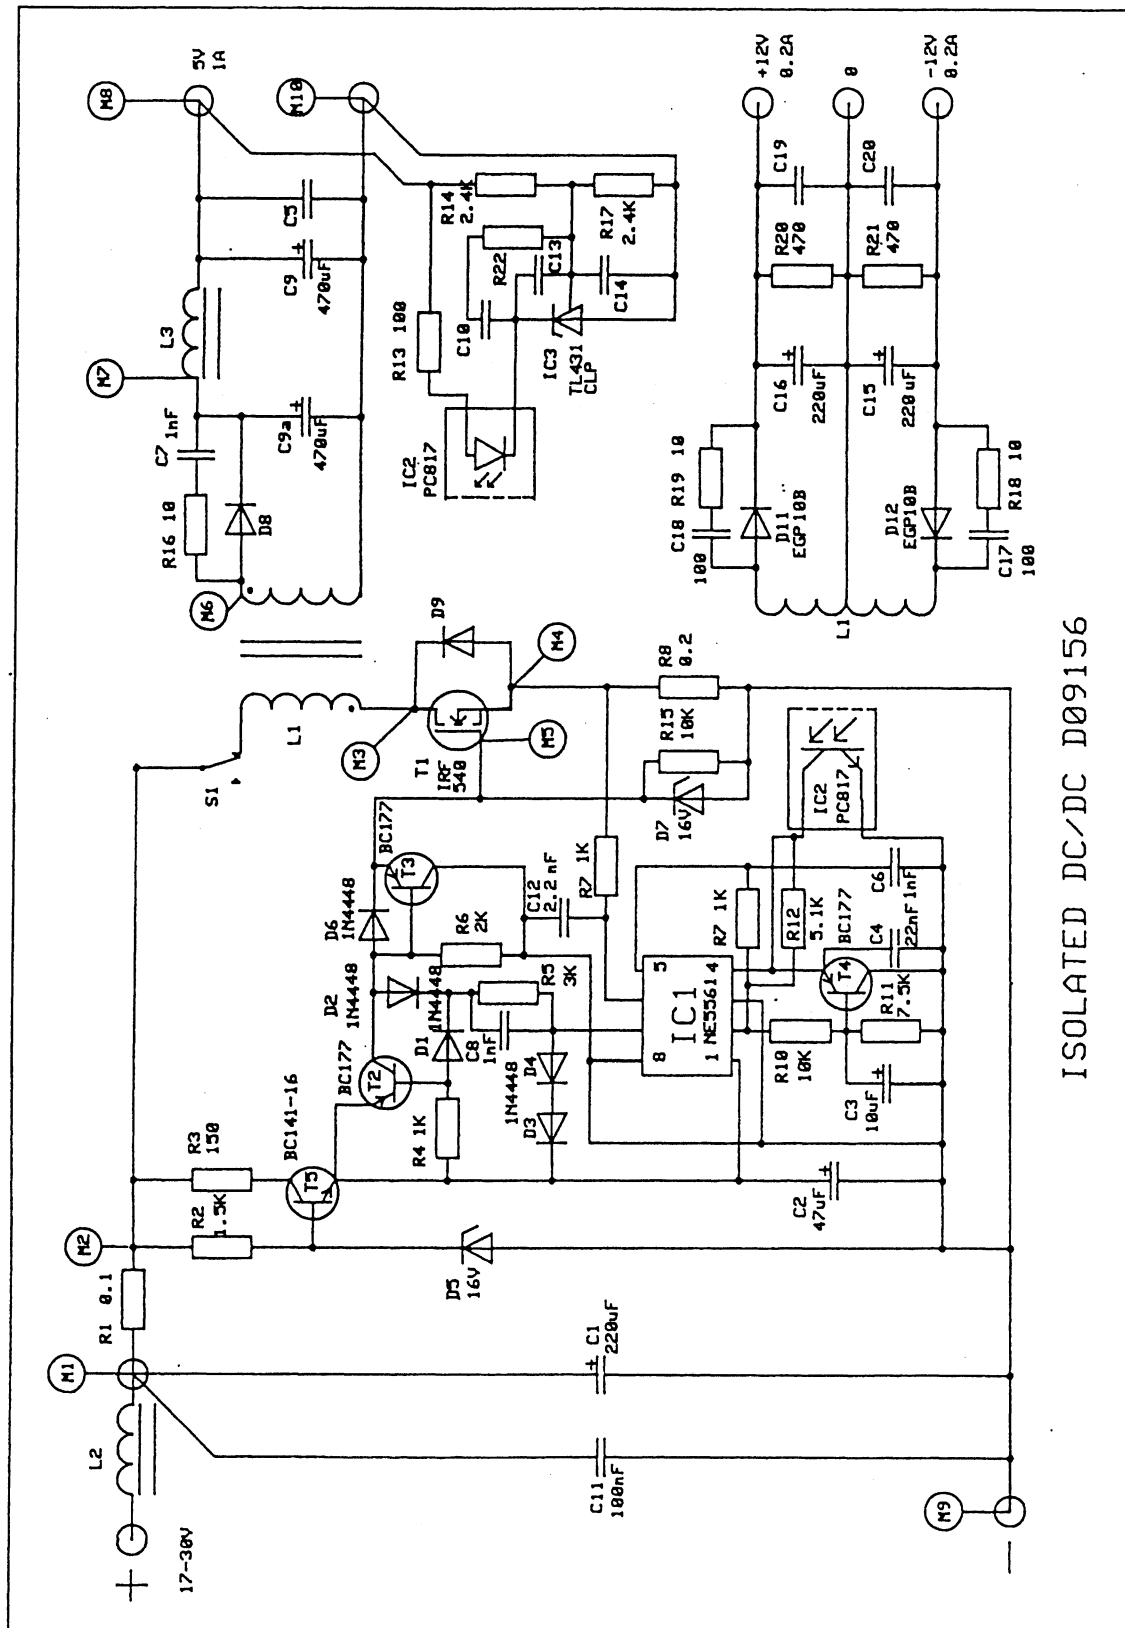 +
17-30V
L2
M1
C11
100nF
C1
220uF
R1 0.1
M2
R2
1.5K
R3
150
BC141-16
T5
D5
16V
M9
—
S1
L1
M3
T1
IRF
540
M5
M4
D9
BC177
T2
D2
1N4448
D6
1N4448
BC177
T3
R4 1K
D1
1N4448
C8
1nF
R5
3K
R6
2K
C12
2.2 nF
R7 1K
D7
16V
R15
10K
R8
0.2
1N4448
D3
D4
IC1
NE5561
8
5
1
4
C2
47uF
C3
10uF
R10
10K
R11
7.5K
T4
BC177
R7 1K
R12
5.1K
C4
22nF
C6
1nF
IC2
PC817
M6
R16 10
C7
1nF
D8
C9a
470uF
M7
L3
C9
470uF
C5
M8
5V
1A
M10
IC2
PC817
R13 100
C10
R22
C13
IC3
TL431
CLP
C14
R14
2.4K
R17
2.4K
L1
C18
100
R19 10
D11
EGP10B
D12
EGP10B
C17
100
R18 10
C16
220uF
C15
220uF
R20
470
R21
470
C19
C20
+12V
0.2A
0
-12V
0.2A
ISOLATED DC/DC D09156